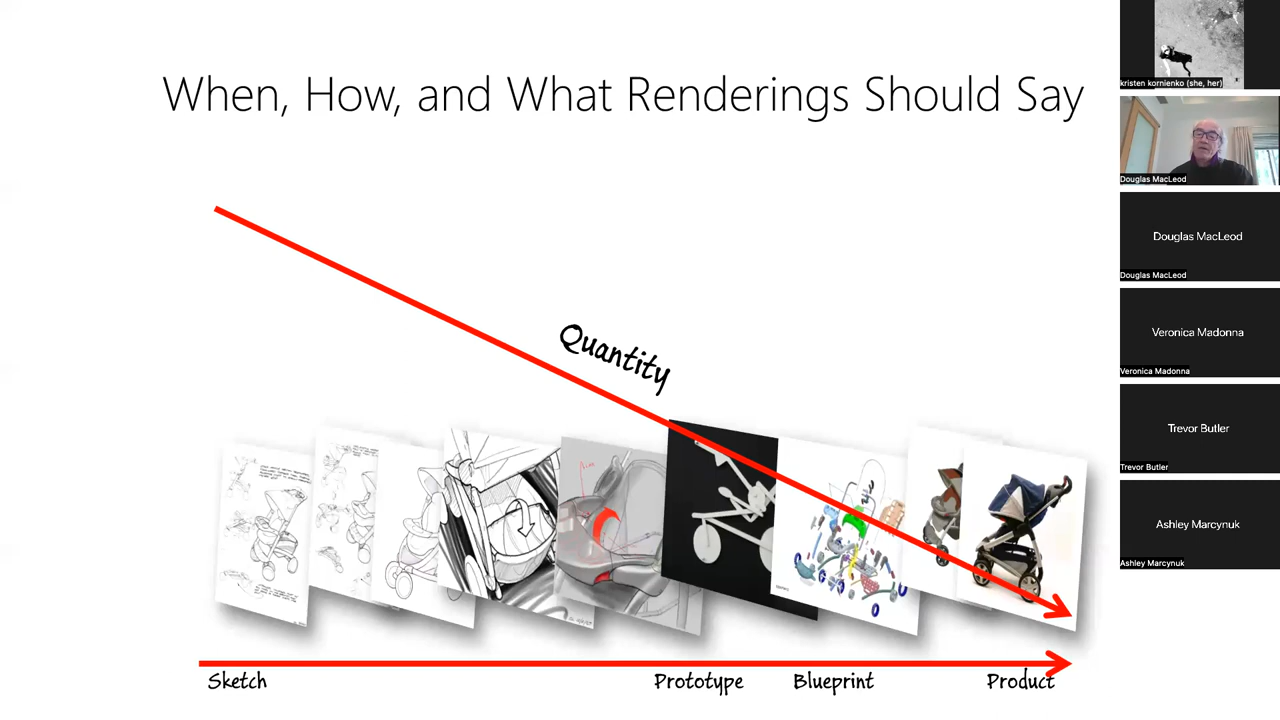 When, How, and What Renderings Should Say
Quantity
Sketch
Prototype
Blueprint
Product
kristen kornienko (she, her)
Douglas MacLeod
Douglas MacLeod
Douglas MacLeod
Veronica Madonna
Veronica Madonna
Trevor Butler
Trevor Butler
Ashley Marcynuk
Ashley Marcynuk